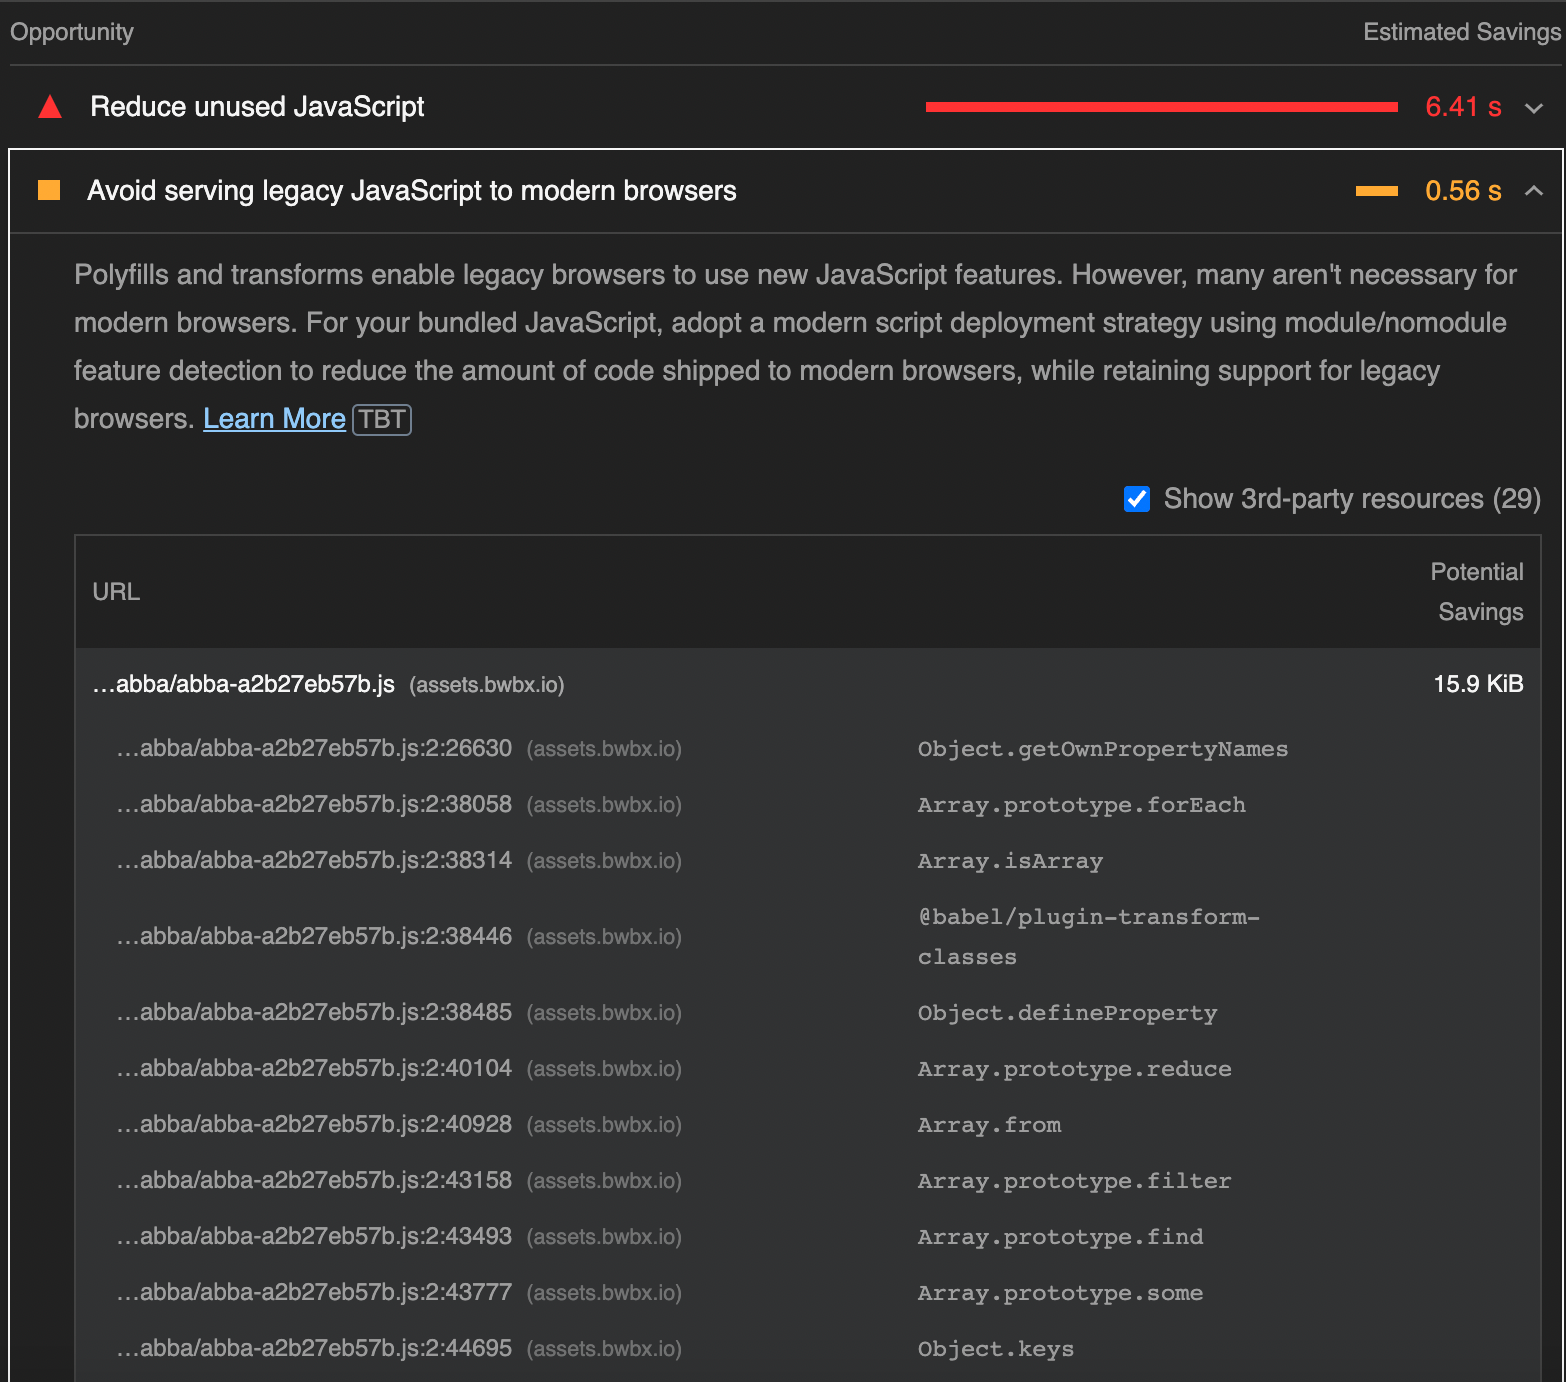 Opportunity Estimated Savings
Reduce unused JavaScript 6.41 s
Avoid serving legacy JavaScript to modern browsers 0.56 s
Polyfills and transforms enable legacy browsers to use new JavaScript features. However, many aren't necessary for
modern browsers. For your bundled JavaScript, adopt a modern script deployment strategy using module/nomodule
feature detection to reduce the amount of code shipped to modern browsers, while retaining support for legacy
browsers. Learn More TBT
Show 3rd-party resources (29)
URL Potential
Savings
…abba/abba-a2b27eb57b.js (assets.bwbx.io) 15.9 KiB
…abba/abba-a2b27eb57b.js:2:26630 (assets.bwbx.io) Object.getOwnPropertyNames
…abba/abba-a2b27eb57b.js:2:38058 (assets.bwbx.io) Array.prototype.forEach
…abba/abba-a2b27eb57b.js:2:38314 (assets.bwbx.io) Array.isArray
…abba/abba-a2b27eb57b.js:2:38446 (assets.bwbx.io) @babel/plugin-transform-
classes
…abba/abba-a2b27eb57b.js:2:38485 (assets.bwbx.io) Object.defineProperty
…abba/abba-a2b27eb57b.js:2:40104 (assets.bwbx.io) Array.prototype.reduce
…abba/abba-a2b27eb57b.js:2:40928 (assets.bwbx.io) Array.from
…abba/abba-a2b27eb57b.js:2:43158 (assets.bwbx.io) Array.prototype.filter
…abba/abba-a2b27eb57b.js:2:43493 (assets.bwbx.io) Array.prototype.find
…abba/abba-a2b27eb57b.js:2:43777 (assets.bwbx.io) Array.prototype.some
…abba/abba-a2b27eb57b.js:2:44695 (assets.bwbx.io) Object.keys